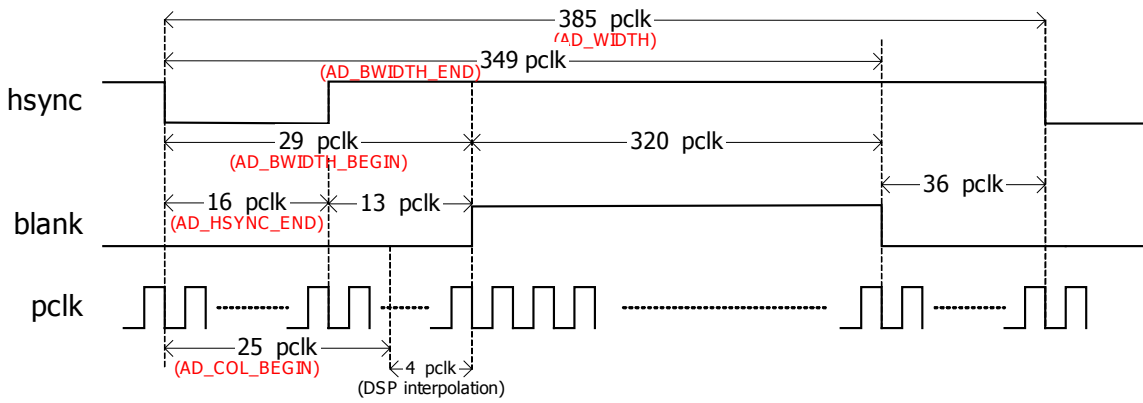 385 pclk
(AD_WIDTH)
349 pclk
(AD_BWIDTH_END)
hsync
29 pclk
(AD_BWIDTH_BEGIN)
320 pclk
16 pclk
(AD_HSYNC_END)
13 pclk
36 pclk
blank
pclk
25 pclk
(AD_COL_BEGIN)
4 pclk
(DSP interpolation)